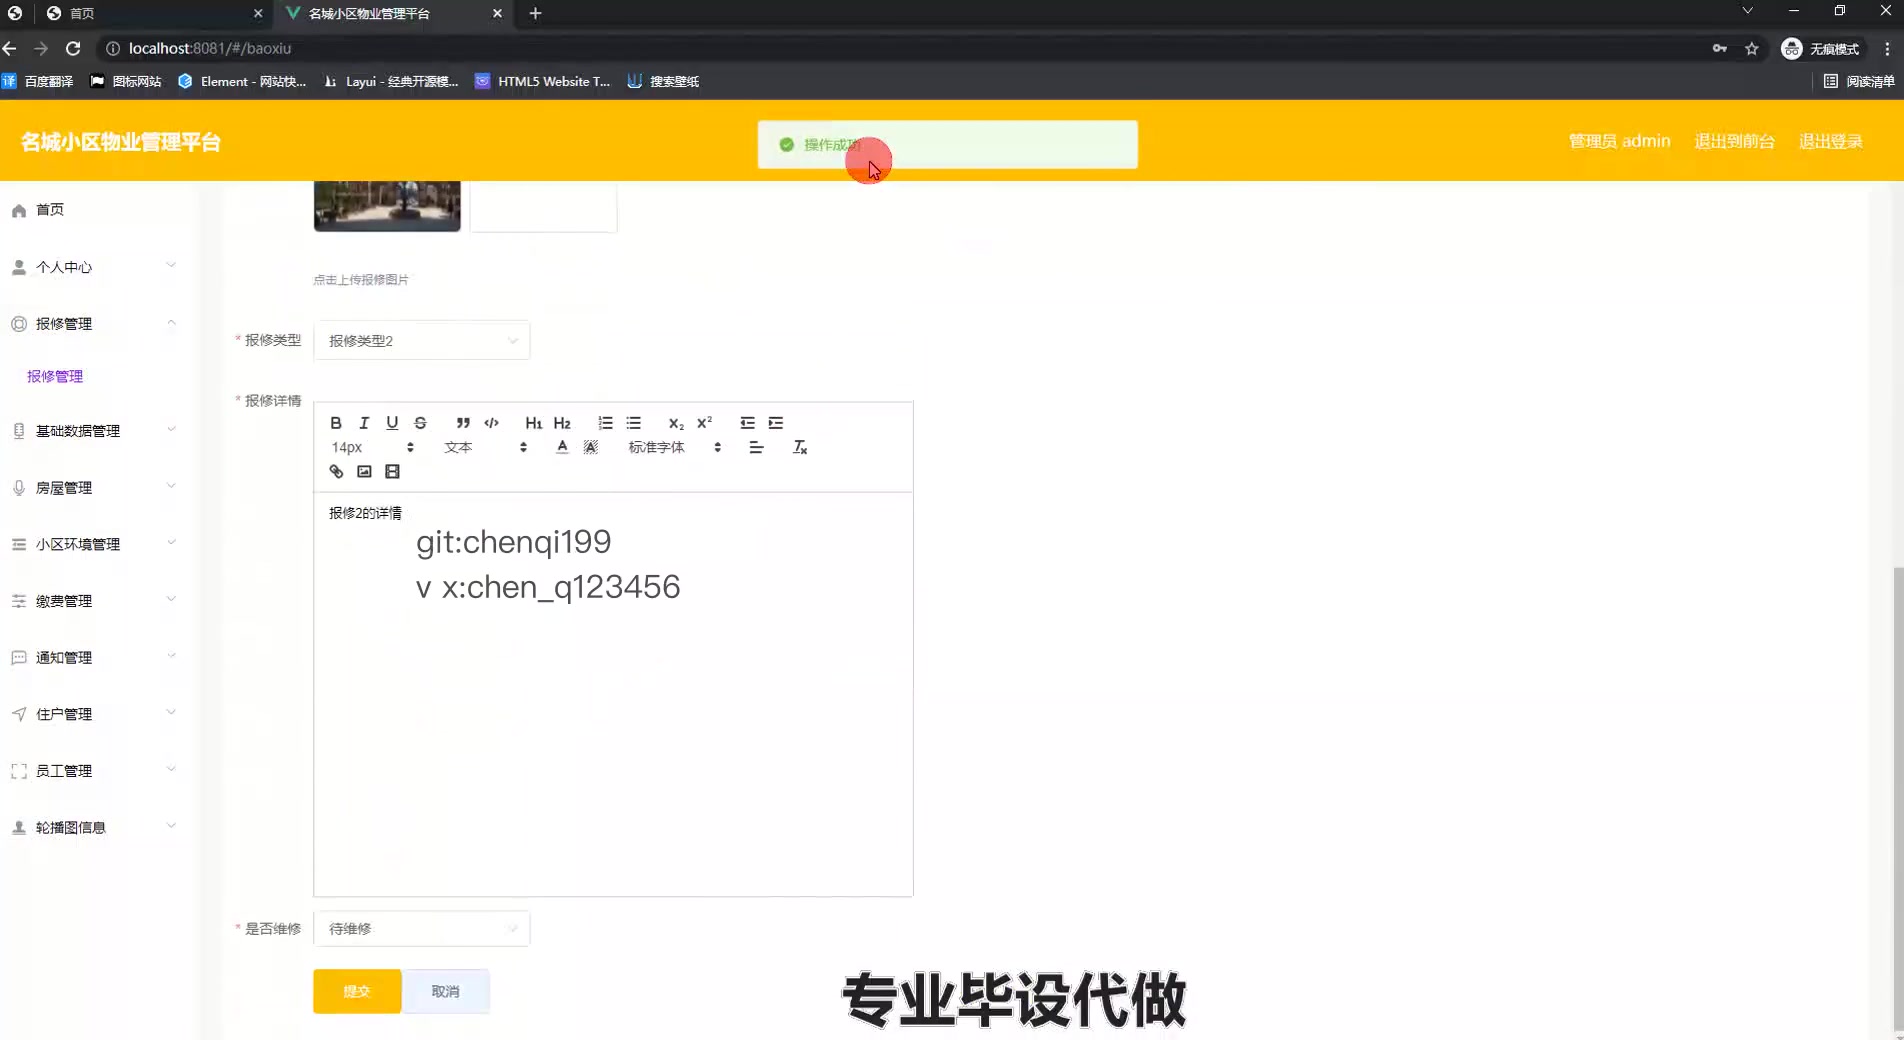 首页
名城小区物业管理平台
localhost:8081/#/baoxiu
无痕模式
百度翻译
图标网站
Element - 网站快...
Layui - 经典开源模...
HTML5 Website T...
搜索壁纸
阅读清单
名城小区物业管理平台
操作成功
管理员 admin
退出到前台
退出登录
首页
个人中心
报修管理
报修管理
基础数据管理
房屋管理
小区环境管理
缴费管理
通知管理
住户管理
员工管理
轮播图信息
点击上传报修图片
* 报修类型
报修类型2
* 报修详情
14px
文本
标准字体
报修2的详情
git:chenqi199
v x:chen_q123456
* 是否维修
待维修
提交
取消
专业毕设代做